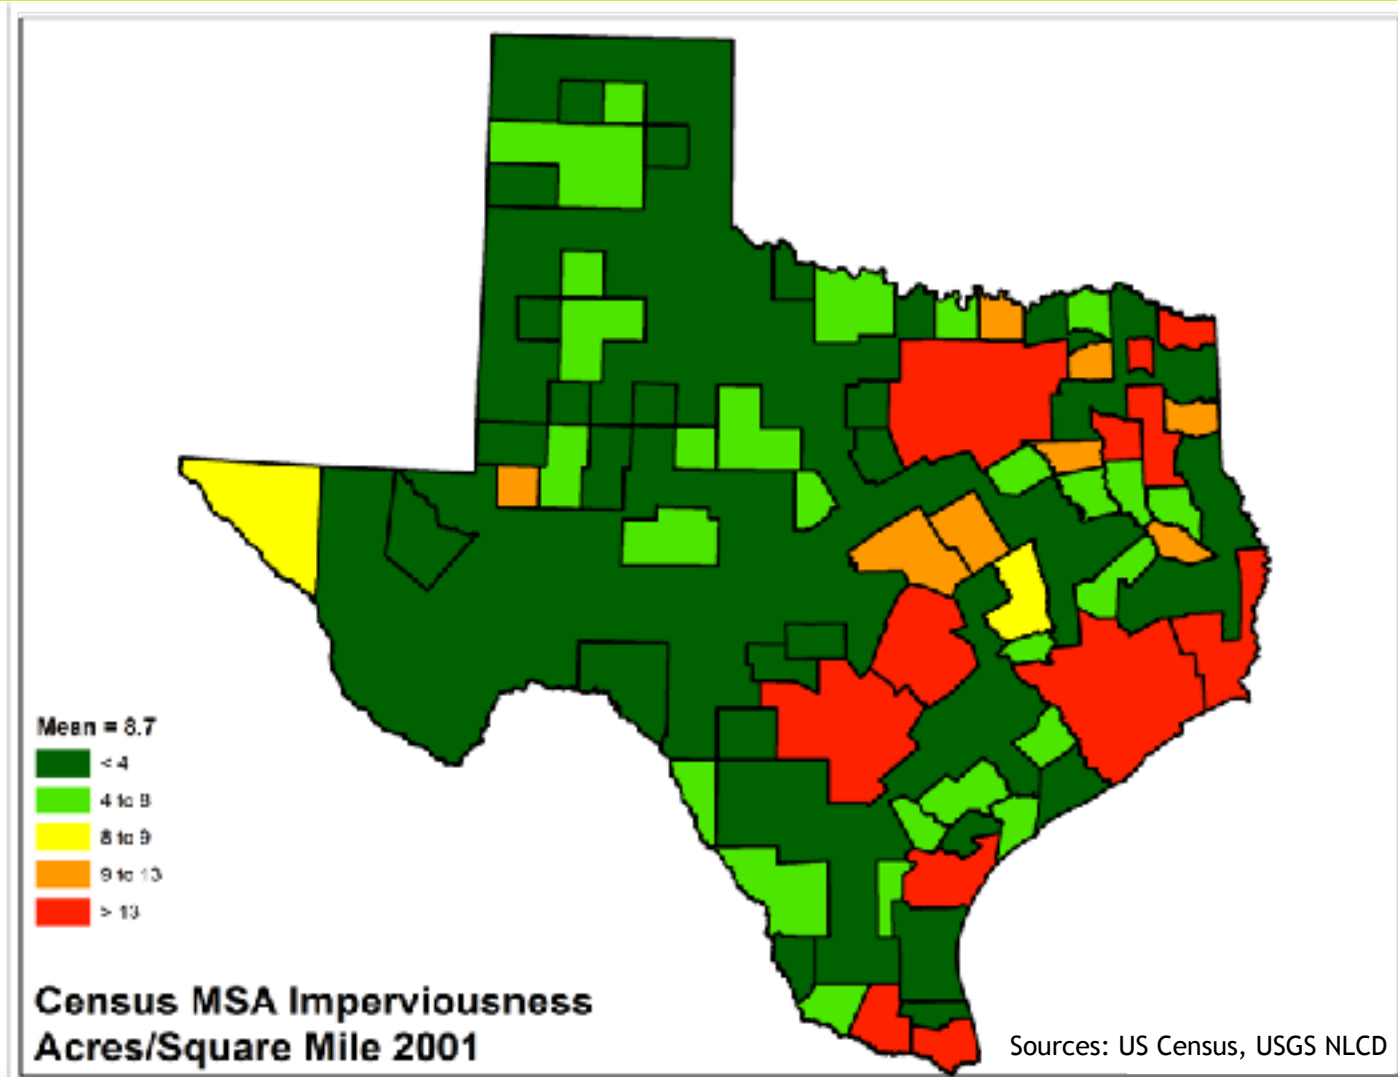 Mean = 8.7
< 4
4 to 8
8 to 9
9 to 13
> 13
Census MSA Imperviousness
Acres/Square Mile 2001
Sources: US Census, USGS NLCD